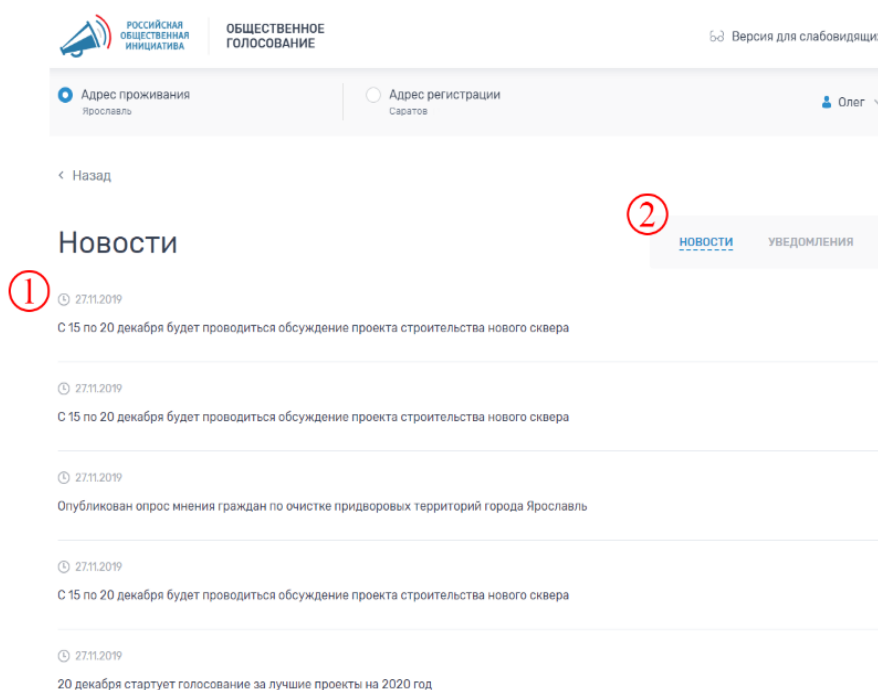 РОССИЙСКАЯ
ОБЩЕСТВЕННАЯ
ИНИЦИАТИВА
ОБЩЕСТВЕННОЕ
ГОЛОСОВАНИЕ
Версия для слабовидящи
Адрес проживания
Ярославль
Адрес регистрации
Саратов
Олег
Назад
2
Новости
НОВОСТИ УВЕДОМЛЕНИЯ
1
27.11.2019
С 15 по 20 декабря будет проводиться обсуждение проекта строительства нового сквера
27.11.2019
С 15 по 20 декабря будет проводиться обсуждение проекта строительства нового сквера
27.11.2019
Опубликован опрос мнения граждан по очистке придворовых территорий города Ярославль
27.11.2019
С 15 по 20 декабря будет проводиться обсуждение проекта строительства нового сквера
27.11.2019
20 декабря стартует голосование за лучшие проекты на 2020 год